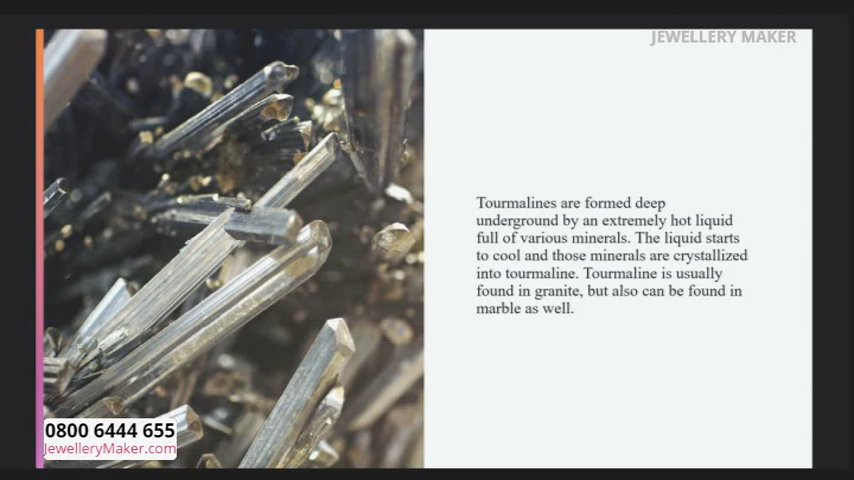 JEWELLERY MAKER
Tourmalines are formed deep
underground by an extremely hot liquid
full of various minerals. The liquid starts
to cool and those minerals are crystallized
into tourmaline. Tourmaline is usually
found in granite, but also can be found in
marble as well.
0800 6444 655
JewelleryMaker.com